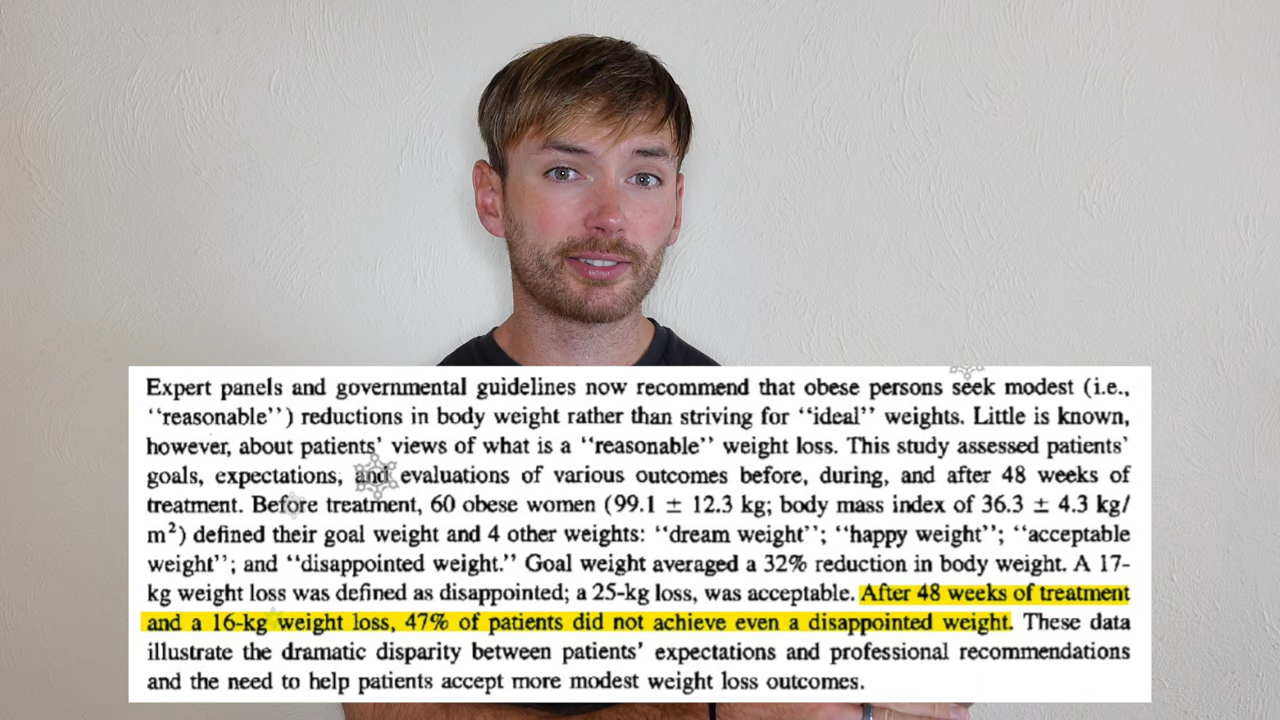 Expert panels and governmental guidelines now recommend that obese persons seek modest (i.e.,
‘‘reasonable’’) reductions in body weight rather than striving for ‘‘ideal’’ weights. Little is known,
however, about patients’ views of what is a ‘‘reasonable’’ weight loss. This study assessed patients’
goals, expectations, and evaluations of various outcomes before, during, and after 48 weeks of
treatment. Before treatment, 60 obese women (99.1 ± 12.3 kg; body mass index of 36.3 ± 4.3 kg/
m²) defined their goal weight and 4 other weights: ‘‘dream weight’’; ‘‘happy weight’’; ‘‘acceptable
weight’’; and ‘‘disappointed weight.’’ Goal weight averaged a 32% reduction in body weight. A 17-
kg weight loss was defined as disappointed; a 25-kg loss, was acceptable. After 48 weeks of treatment
and a 16-kg weight loss, 47% of patients did not achieve even a disappointed weight. These data
illustrate the dramatic disparity between patients’ expectations and professional recommendations
and the need to help patients accept more modest weight loss outcomes.